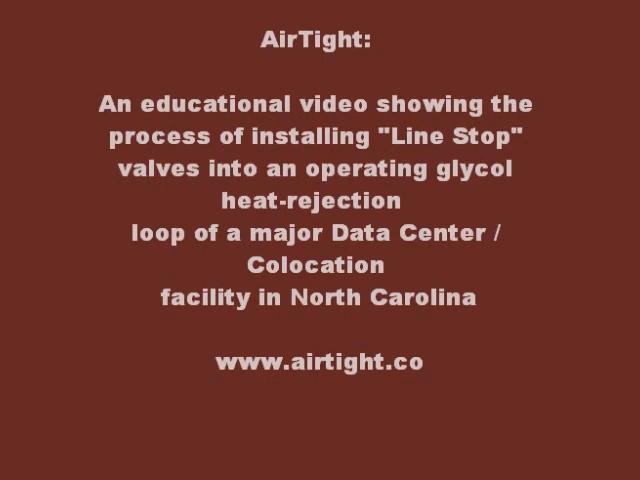 AirTight:
An educational video showing the
process of installing "Line Stop"
valves into an operating glycol
heat-rejection
loop of a major Data Center /
Colocation
facility in North Carolina
www.airtight.co